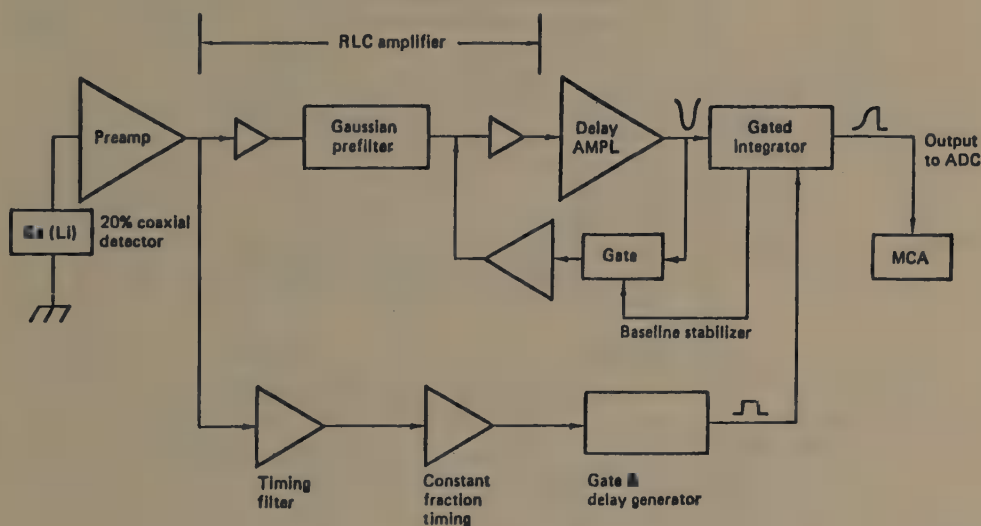 RLC amplifier
Preamp
Gaussian
prefilter
Delay
AMPL
Gated
integrator
Output
to ADC
(Li)
20% coaxial
detector
Gate
MCA
Baseline stabilizer
Timing
filter
Constant
fraction
timing
Gate
delay generator